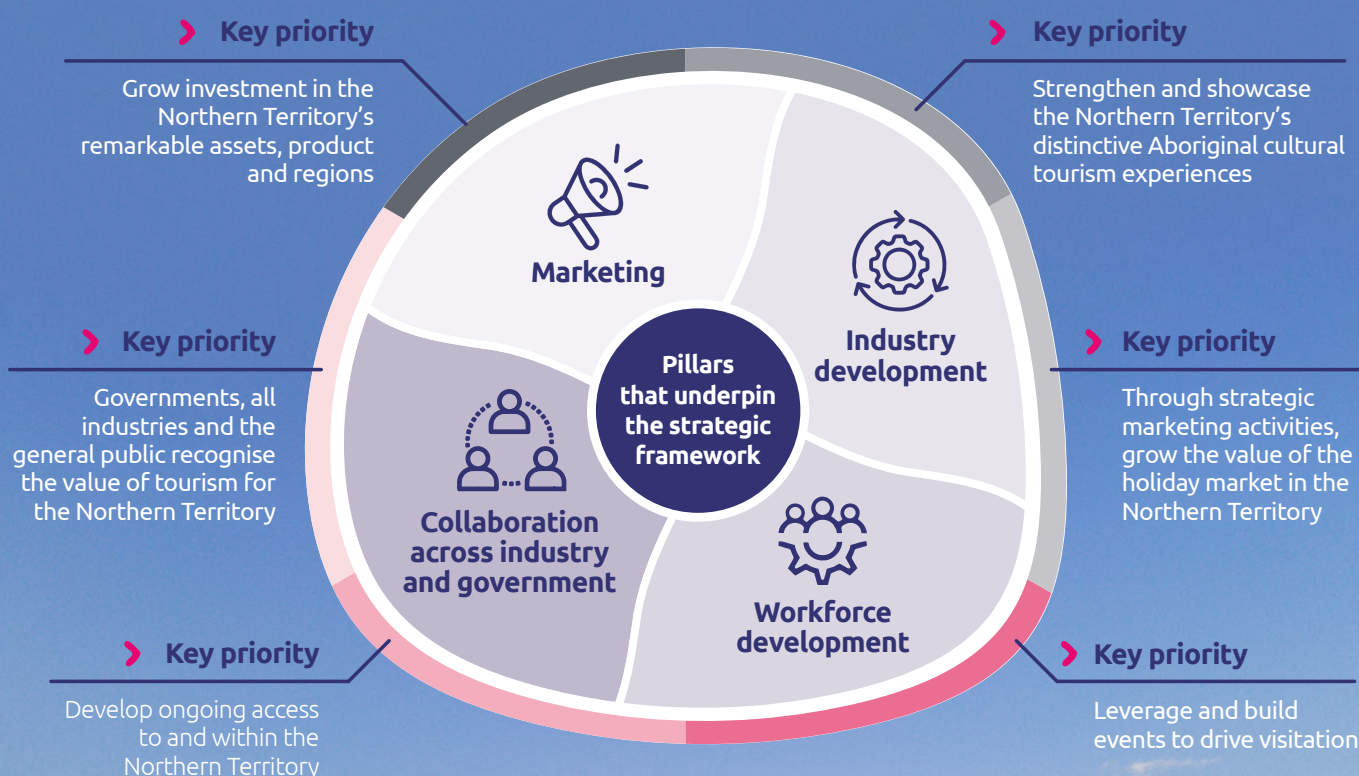 Key priority
Grow investment in the
Northern Territory's
remarkable assets, product
and regions
Key priority
Strengthen and showcase
the Northern Territory's
distinctive Aboriginal cultural
tourism experiences
Key priority
Governments, all
industries and the
general public recognise
the value of tourism for
the Northern Territory
Key priority
Through strategic
marketing activities,
grow the value of the
holiday market in the
Northern Territory
Key priority
Develop ongoing access
to and within the
Northern Territory
Key priority
Leverage and build
events to drive visitation
Marketing
Industry
development
Pillars
that underpin
the strategic
framework
Collaboration
across industry
and government
Workforce
development